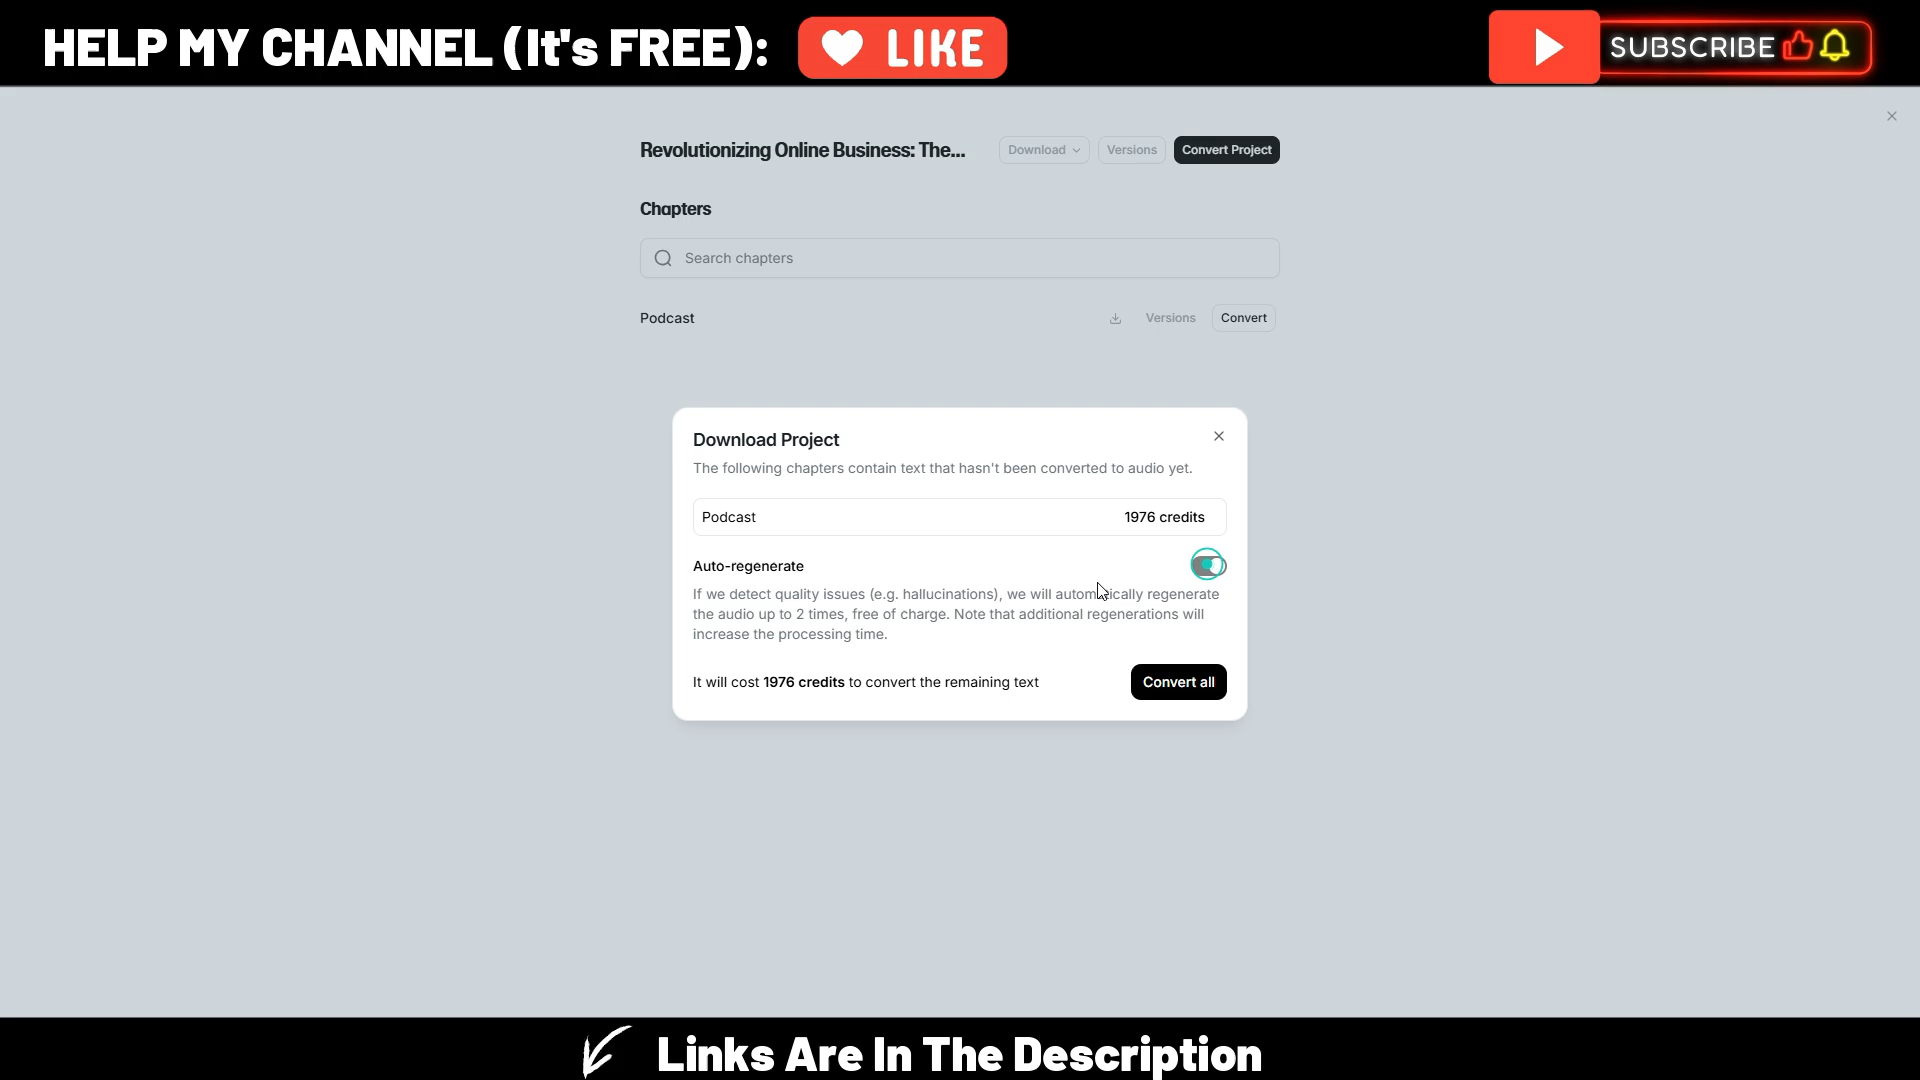 HELP MY CHANNEL (It's FREE): LIKE SUBSCRIBE
Revolutionizing Online Business: The... Download Versions Convert Project
Chapters
Search chapters
Podcast Versions Convert
Download Project
The following chapters contain text that hasn't been converted to audio yet.
Podcast 1976 credits
Auto-regenerate
If we detect quality issues (e.g. hallucinations), we will automatically regenerate
the audio up to 2 times, free of charge. Note that additional regenerations will
increase the processing time.
It will cost 1976 credits to convert the remaining text Convert all
Links Are In The Description